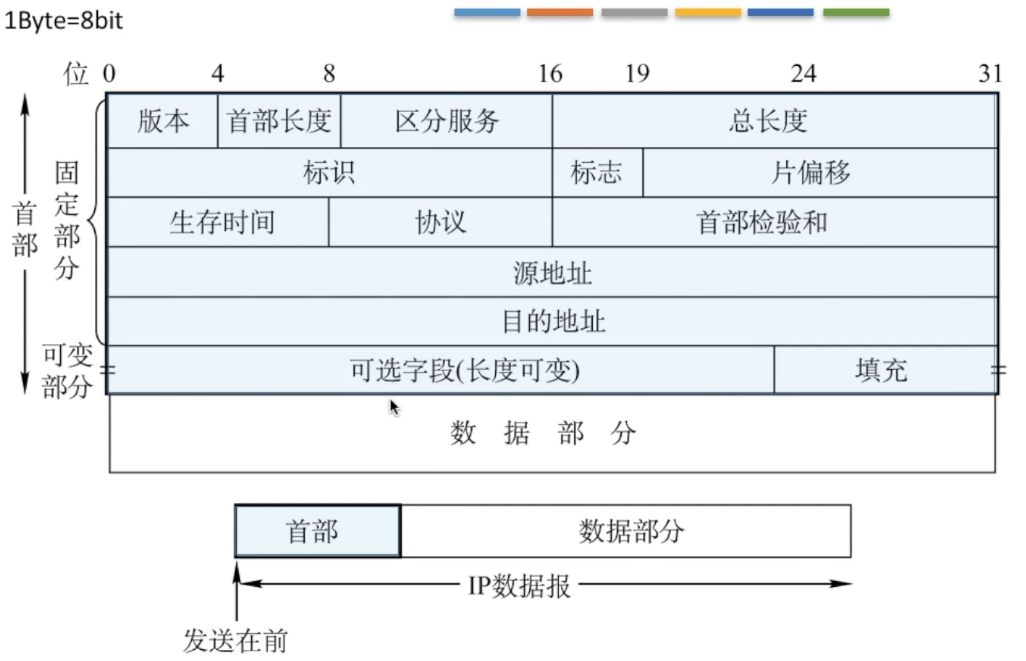 1Byte=8bit
位 0 4 8 16 19 24 31
版本 首部长度 区分服务 总长度
标识 标志 片偏移
生存时间 协议 首部检验和
源地址
目的地址
可选字段(长度可变) 填充
首部
固定部分
可变部分
数据部分
首部 数据部分
IP数据报
发送在前